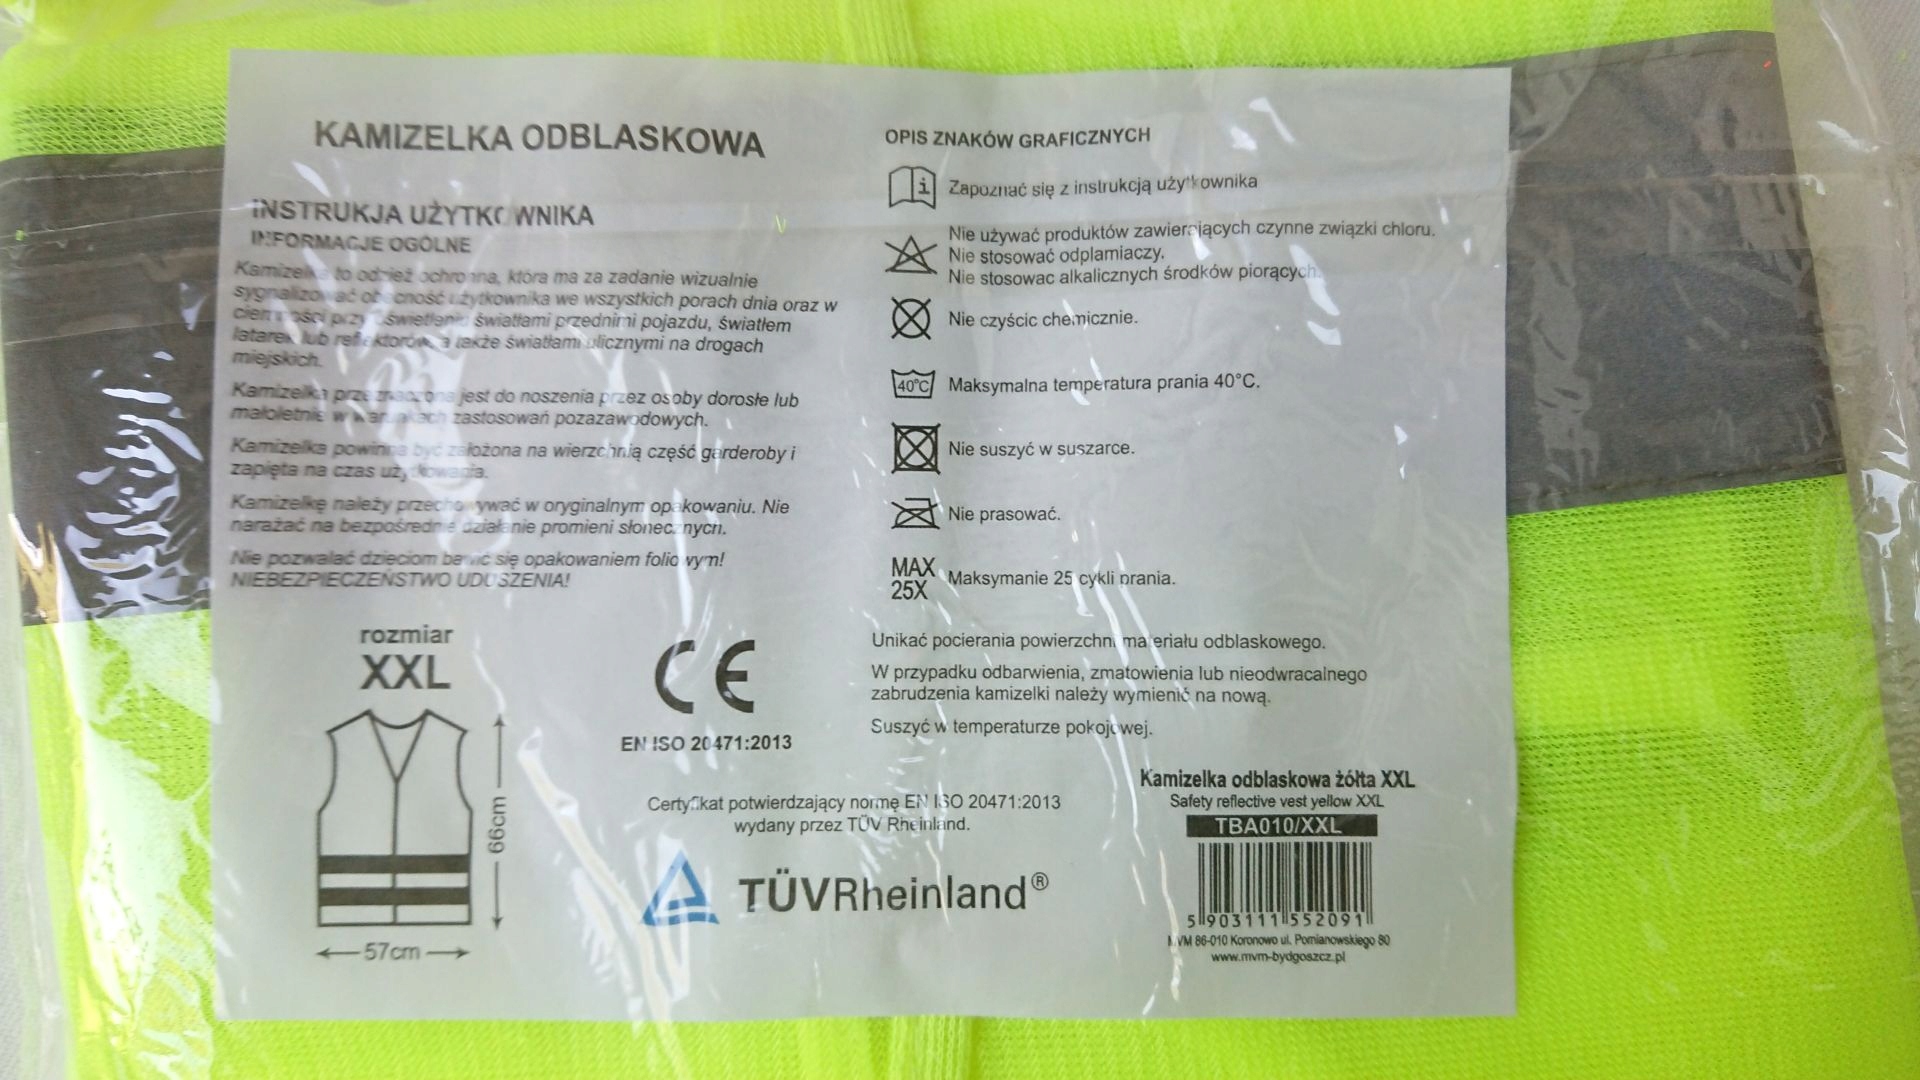 KAMIZELKA ODBLASKOWA
INSTRUKJA UŻYTKOWNIKA
INFORMACJE OGÓLNE
Kamizelka to odzież ochronna, która ma za zadanie wizualnie
sygnalizować obecność użytkownika we wszystkich porach dnia oraz w
ciemności przy oświetleniu światłami przednimi pojazdu, światłem
latarek lub reflektorów, a także światłami ulicznymi na drogach
miejskich.
Kamizelka przeznaczona jest do noszenia przez osoby dorosłe lub
małoletnie w warunkach zastosowań pozazawodowych.
Kamizelka powinna być założona na wierzchnią część garderoby i
zapięta na czas użytkowania.
Kamizelkę należy przechowywać w oryginalnym opakowaniu. Nie
narażać na bezpośrednie działanie promieni słonecznych.
Nie pozwalać dzieciom bawić się opakowaniem foliowym!
NIEBEZPIECZEŃSTWO UDUSZENIA!
rozmiar
XXL
66cm
57cm
CE
EN ISO 20471:2013
Certyfikat potwierdzający normę EN ISO 20471:2013
wydany przez TÜV Rheinland.
TÜVRheinland®
OPIS ZNAKÓW GRAFICZNYCH
i Zapoznać się z instrukcją użytkownika
Nie używać produktów zawierających czynne związki chloru.
Nie stosować odplamiaczy.
Nie stosowac alkalicznych środków piorących.
Nie czyścic chemicznie.
40°C Maksymalna temperatura prania 40°C.
Nie suszyć w suszarce.
Nie prasować.
MAX
25X Maksymanie 25 cykli prania.
Unikać pocierania powierzchni materiału odblaskowego.
W przypadku odbarwienia, zmatowienia lub nieodwracalnego
zabrudzenia kamizelki należy wymienić na nową.
Suszyć w temperaturze pokojowej.
Kamizelka odblaskowa żółta XXL
Safety reflective vest yellow XXL
TBA010/XXL
5 903111 552091
MVM 86-010 Koronowo ul. Pomianowskiego 80
www.mvm-bydgoszcz.pl